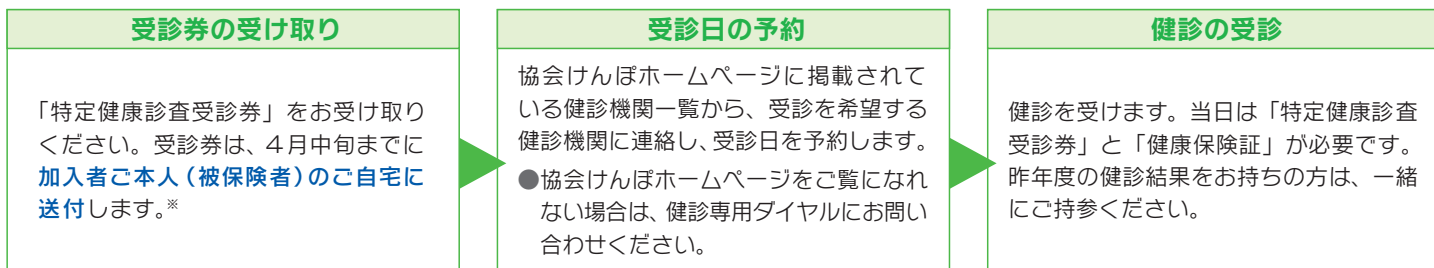 受診券の受け取り
「特定健康診査受診券」をお受け取り
ください。受診券は、4月中旬までに
加入者ご本人（被保険者）のご自宅に
送付します。※
受診日の予約
協会けんぽホームページに掲載されて
いる健診機関一覧から、受診を希望する
健診機関に連絡し、受診日を予約します。
●協会けんぽホームページをご覧になれ
ない場合は、健診専用ダイヤルにお問い
合わせください。
健診の受診
健診を受けます。当日は「特定健康診査
受診券」と「健康保険証」が必要です。
昨年度の健診結果をお持ちの方は、一緒
にご持参ください。